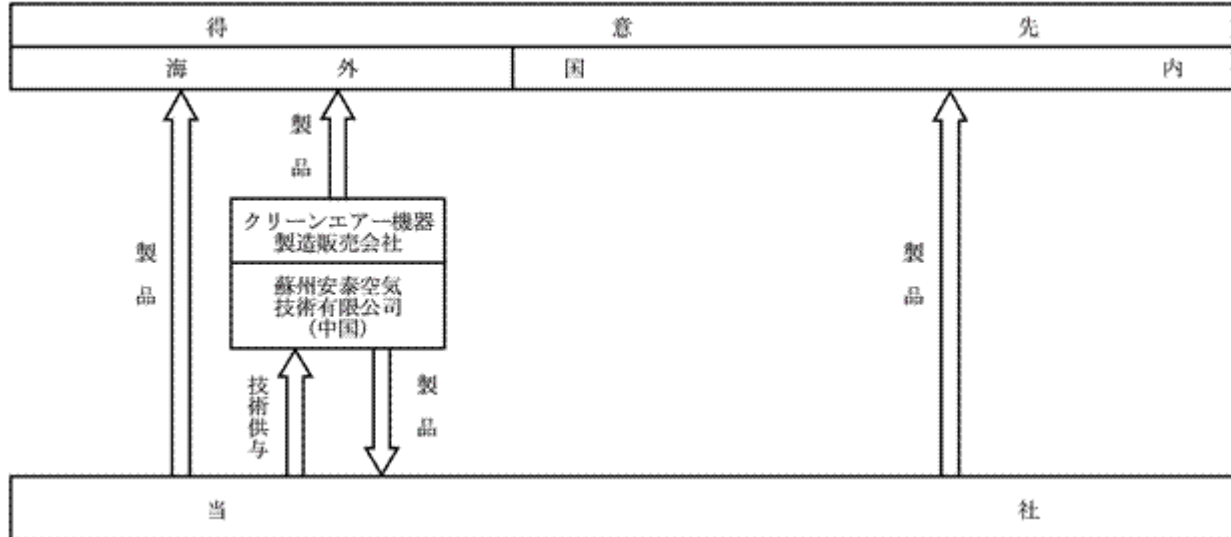 得意先
海外 国内
製品
クリーンエアー機器
製造販売会社
蘇州安泰空気
技術有限公司
(中国)
製品
製品
技術供与
製品
当社